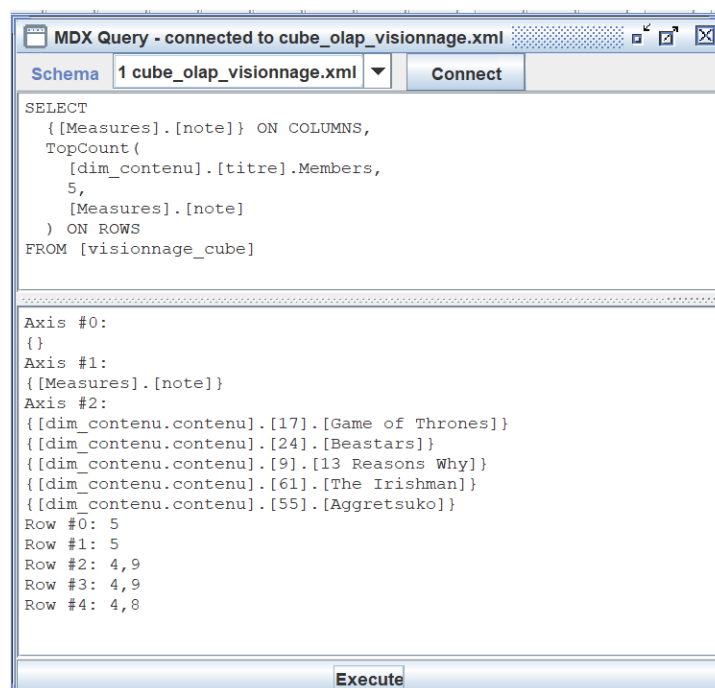 MDX Query - connected to cube_olap_visionnage.xml
Schema 1 cube_olap_visionnage.xml Connect
SELECT
{[Measures].[note]} ON COLUMNS,
TopCount(
[dim_contenu].[titre].Members,
5,
[Measures].[note]
) ON ROWS
FROM [visionnage_cube]
Axis #0:
{}
Axis #1:
{[Measures].[note]}
Axis #2:
{[dim_contenu.contenu].[17].[Game of Thrones]}
{[dim_contenu.contenu].[24].[Beastars]}
{[dim_contenu.contenu].[9].[13 Reasons Why]}
{[dim_contenu.contenu].[61].[The Irishman]}
{[dim_contenu.contenu].[55].[Aggretsuko]}
Row #0: 5
Row #1: 5
Row #2: 4,9
Row #3: 4,9
Row #4: 4,8
Execute